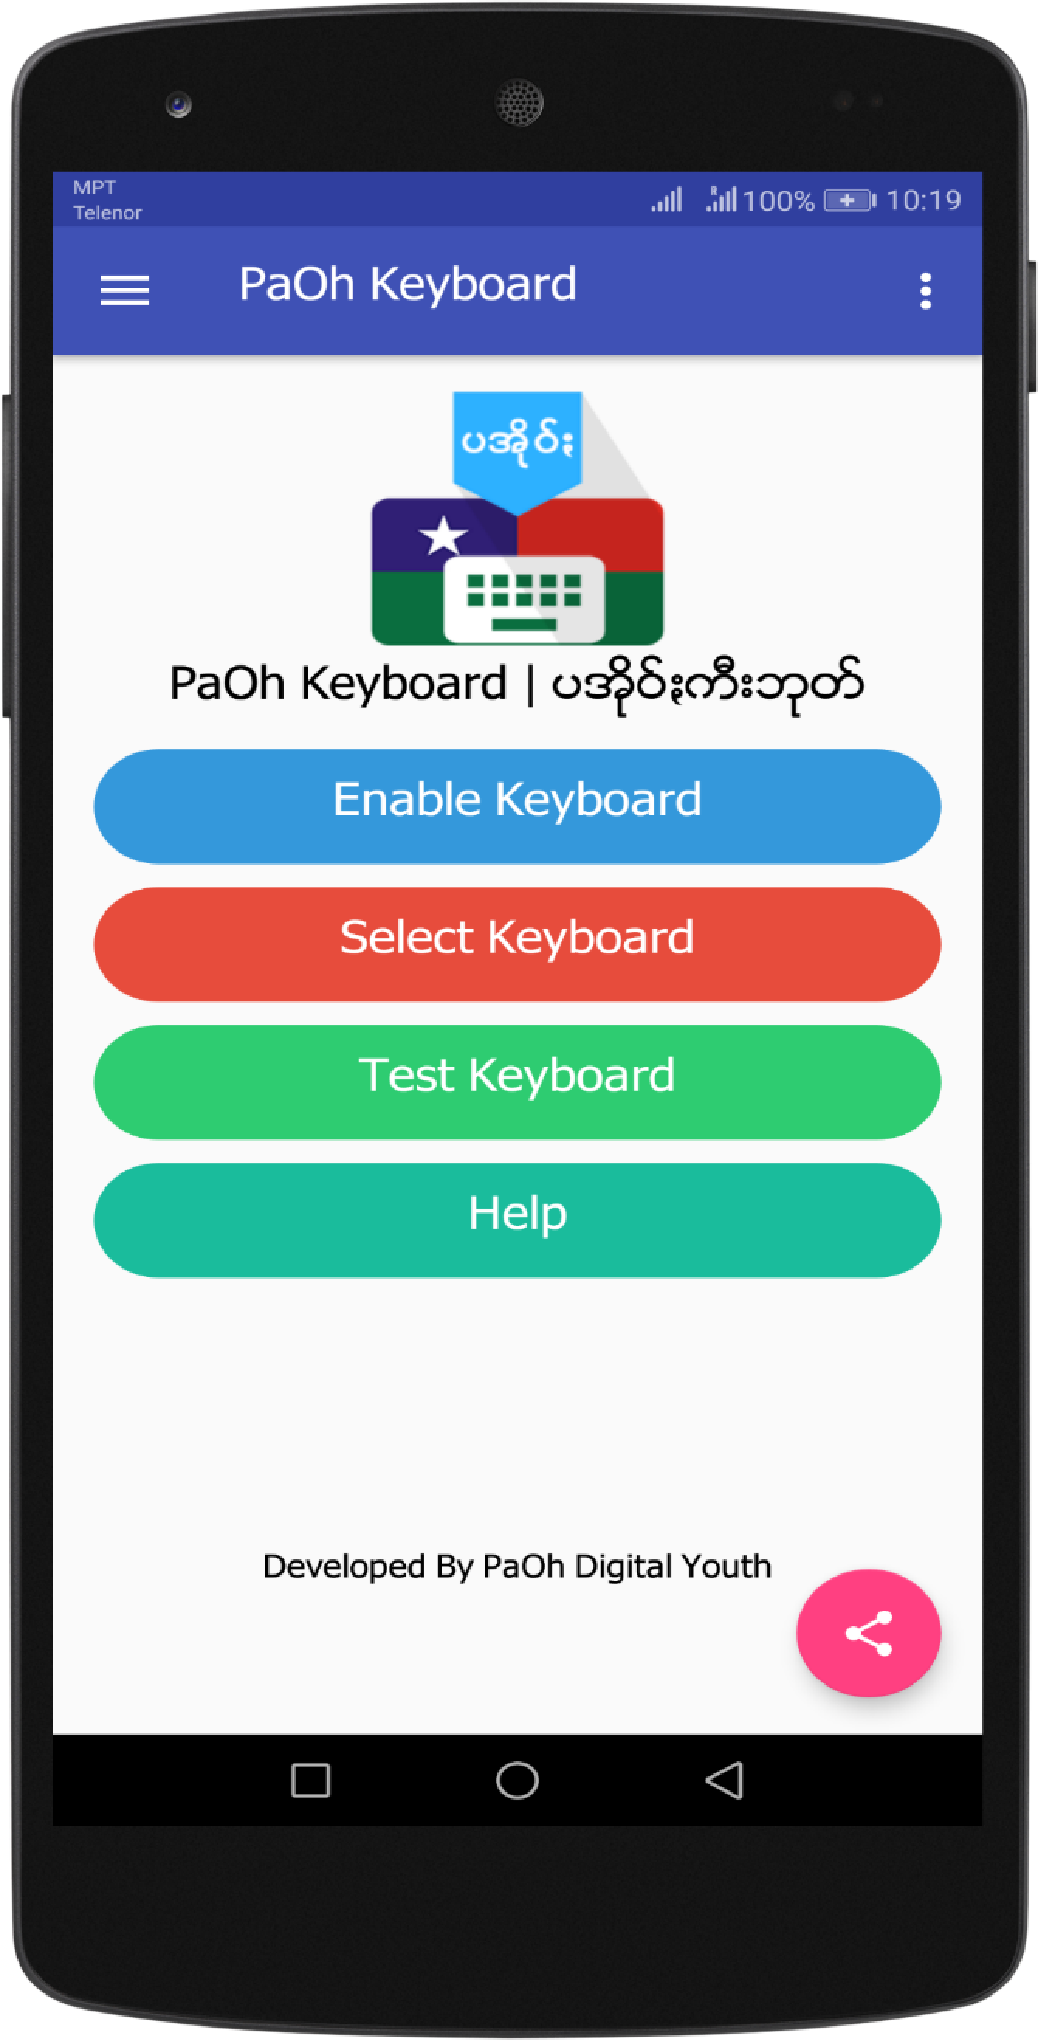 MPT
Telenor
100% 10:19
PaOh Keyboard
ပအိုဝ်ႏ
PaOh Keyboard | ပအိုဝ်ႏကီးဘုတ်
Enable Keyboard
Select Keyboard
Test Keyboard
Help
Developed By PaOh Digital Youth